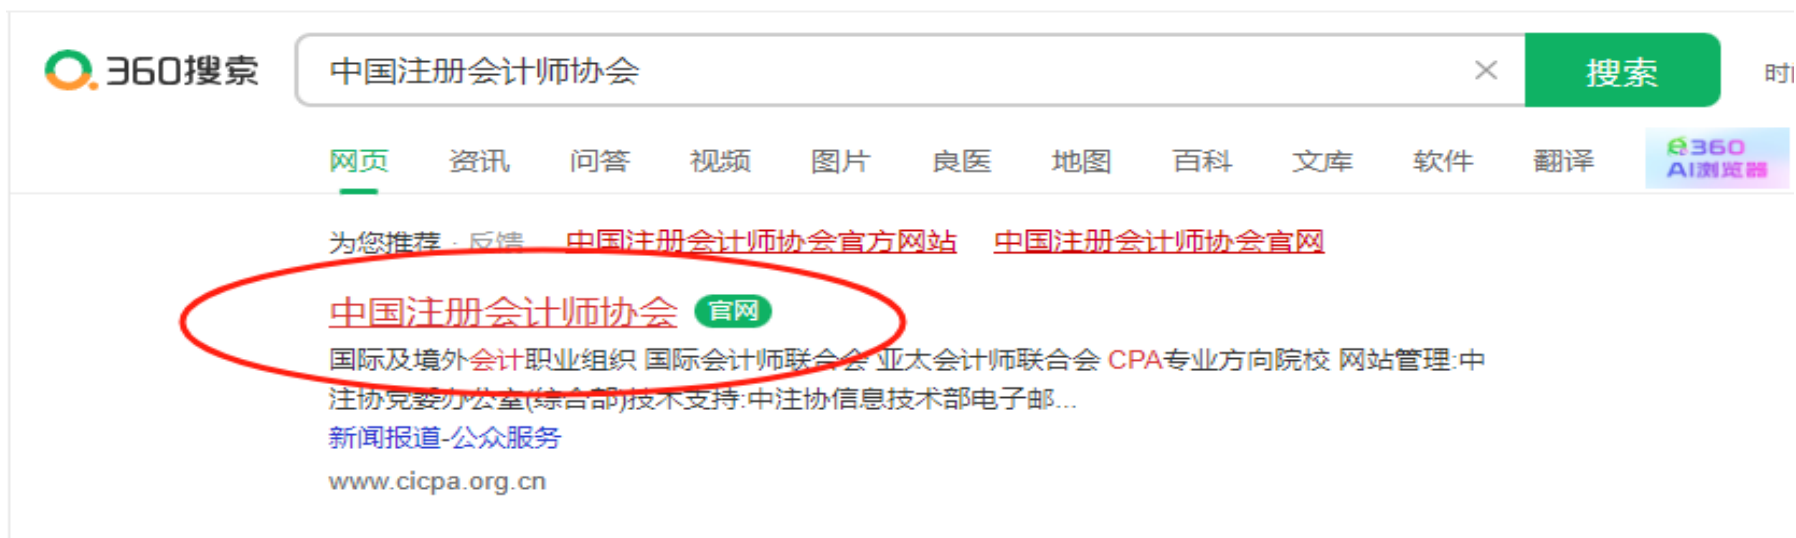 360搜索
中国注册会计师协会
搜索
时
网页 资讯 问答 视频 图片 良医 地图 百科 文库 软件 翻译
360
AI浏览器
为您推荐 · 反馈 中国注册会计师协会官方网站 中国注册会计师协会官网
中国注册会计师协会 官网
国际及境外会计职业组织 国际会计师联合会 亚太会计师联合会 CPA专业方向院校 网站管理:中
注协党委办公室(综合部)技术支持:中注协信息技术部电子邮...
新闻报道-公众服务
www.cicpa.org.cn